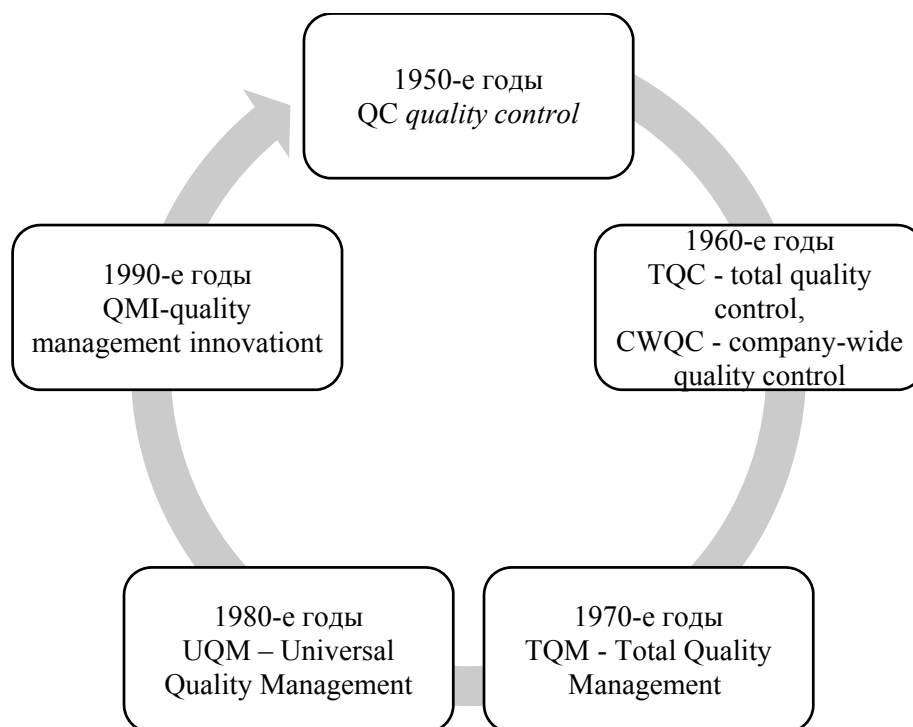 1950-е годы
QC quality control
1960-е годы
TQC - total quality
control,
CWQC - company-wide
quality control
1970-е годы
TQM - Total Quality
Management
1980-е годы
UQM – Universal
Quality Management
1990-е годы
QMI-quality
management innovationt